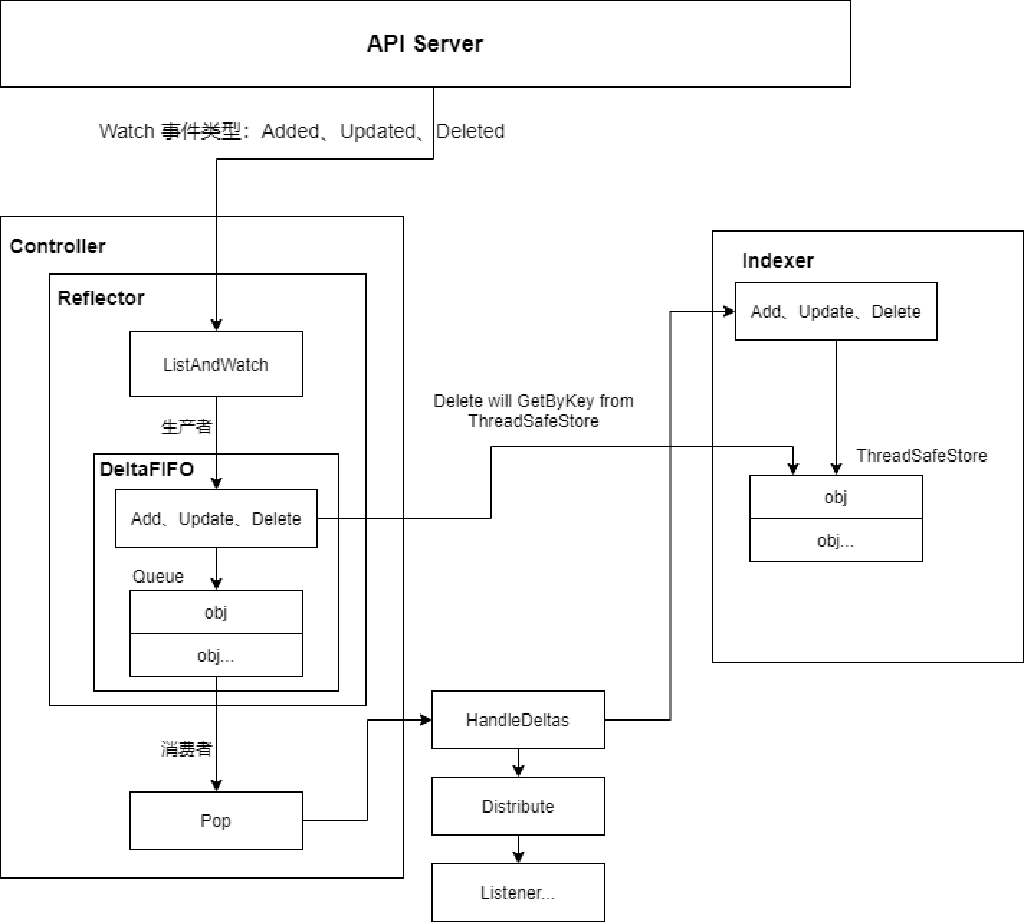 API Server
Watch 事件类型：Added、Updated、Deleted
Controller
Reflector
ListAndWatch
生产者
DeltaFIFO
Add、Update、Delete
Queue
obj
obj...
消费者
Pop
Delete will GetByKey from
ThreadSafeStore
HandleDeltas
Distribute
Listener...
Indexer
Add、Update、Delete
ThreadSafeStore
obj
obj...